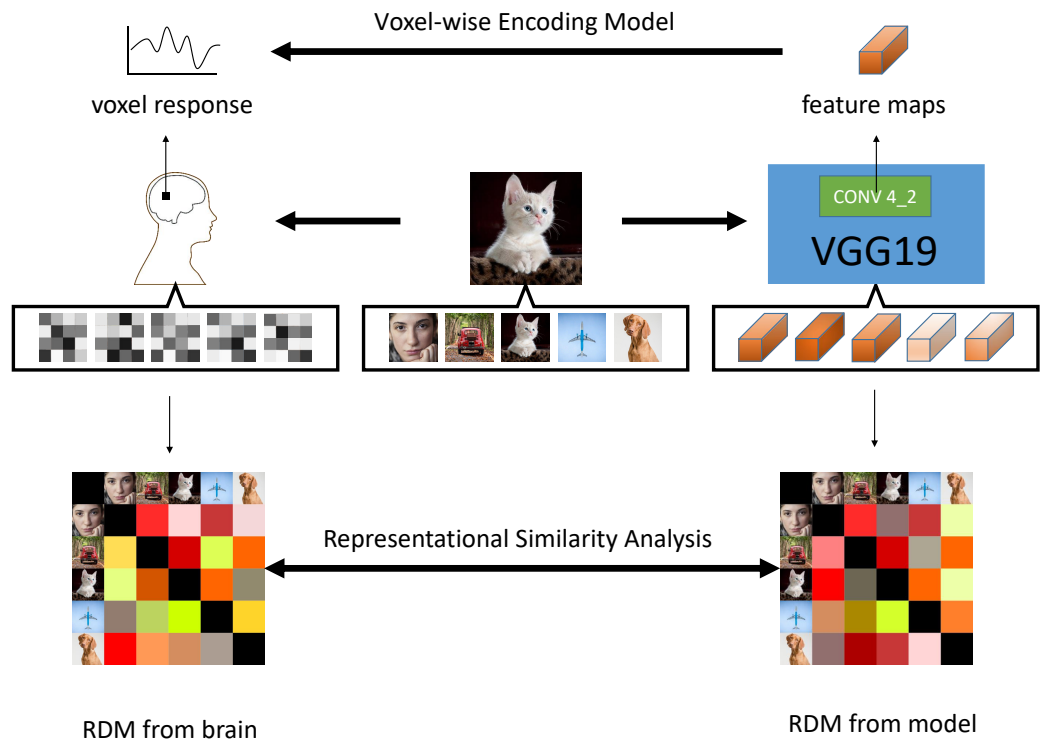 Voxel-wise Encoding Model
voxel response
feature maps
CONV 4_2
VGG19
Representational Similarity Analysis
RDM from brain
RDM from model